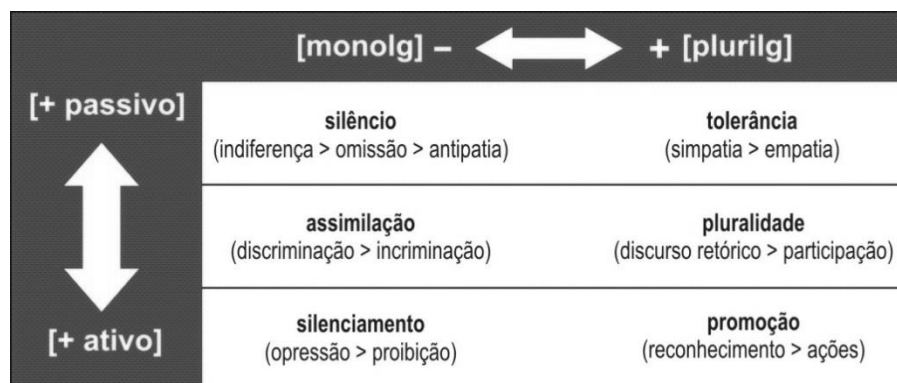 [monolg] – + [plurilg]
[+ passivo]
silêncio
(indiferença > omissão > antipatia)
tolerância
(simpatia > empatia)
assimilação
(discriminação > incriminação)
pluralidade
(discurso retórico > participação)
[+ ativo]
silenciamento
(opressão > proibição)
promoção
(reconhecimento > ações)